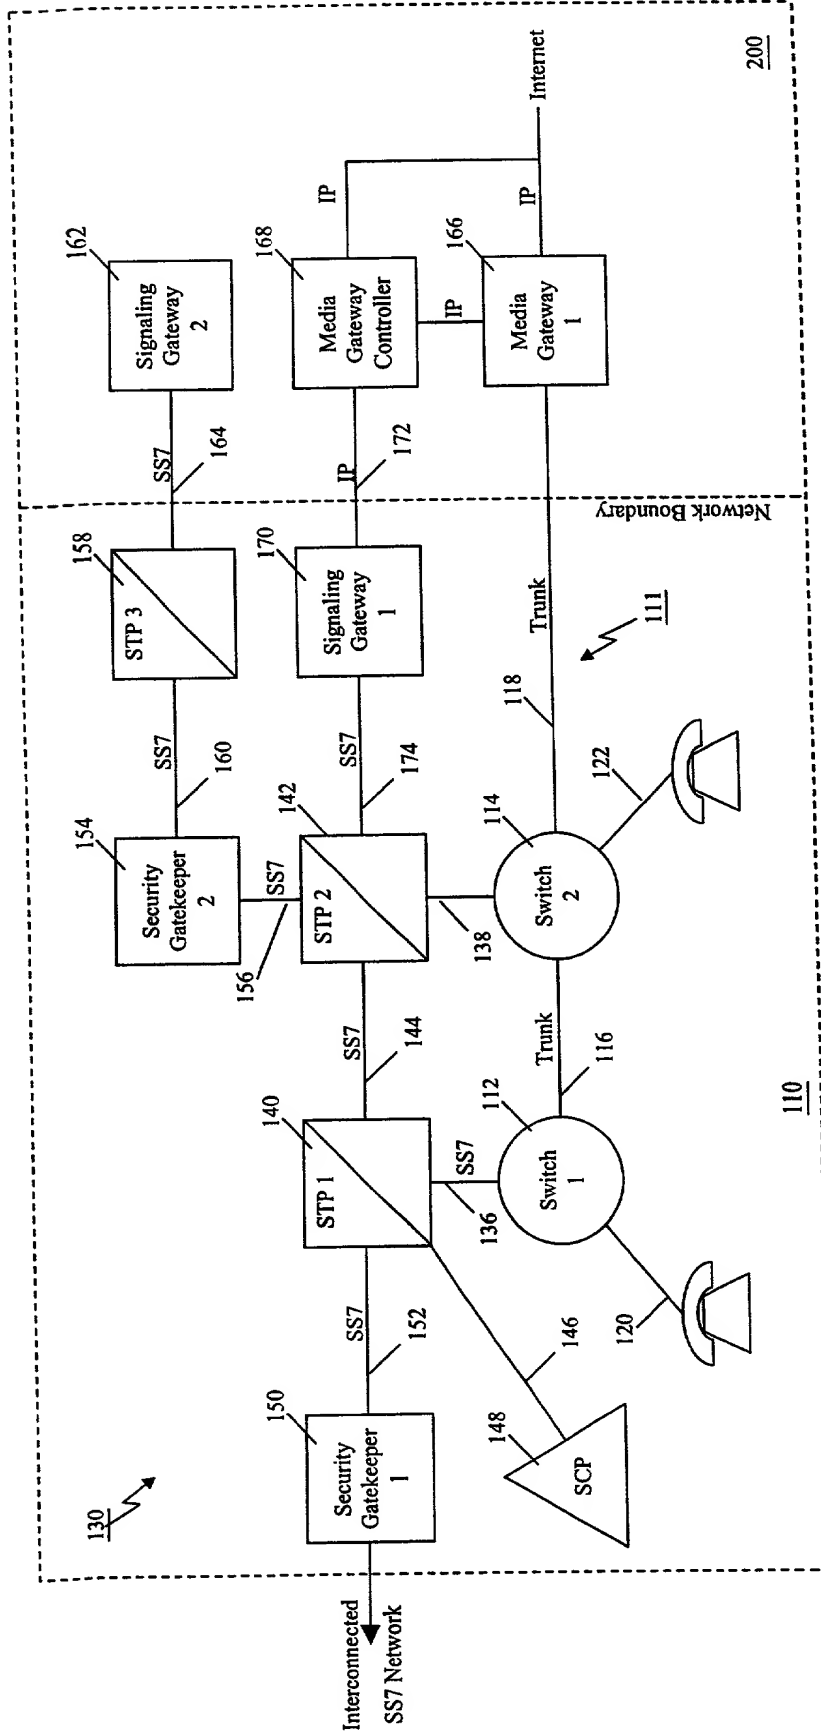 130
Interconnected
SS7 Network
150
Security
Gatekeeper
1
SS7
152
148
SCP
146
140
STP 1
136
SS7
112
Switch
1
120
SS7
144
Trunk
116
110
154
Security
Gatekeeper
2
156
SS7
142
STP 2
138
114
Switch
2
122
SS7
160
SS7
174
118
Trunk
111
158
STP 3
170
Signaling
Gateway
1
Network Boundary
SS7
164
IP
172
162
Signaling
Gateway
2
168
Media
Gateway
Controller
IP
166
Media
Gateway
1
IP
IP
Internet
200